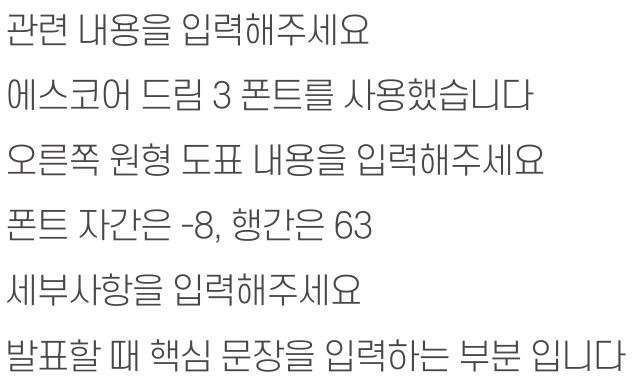 관련 내용을 입력해주세요
에스코어 드림 3 폰트를 사용했습니다
오른쪽 원형 도표 내용을 입력해주세요
폰트 자간은 -8, 행간은 63
세부사항을 입력해주세요
발표할 때 핵심 문장을 입력하는 부분 입니다